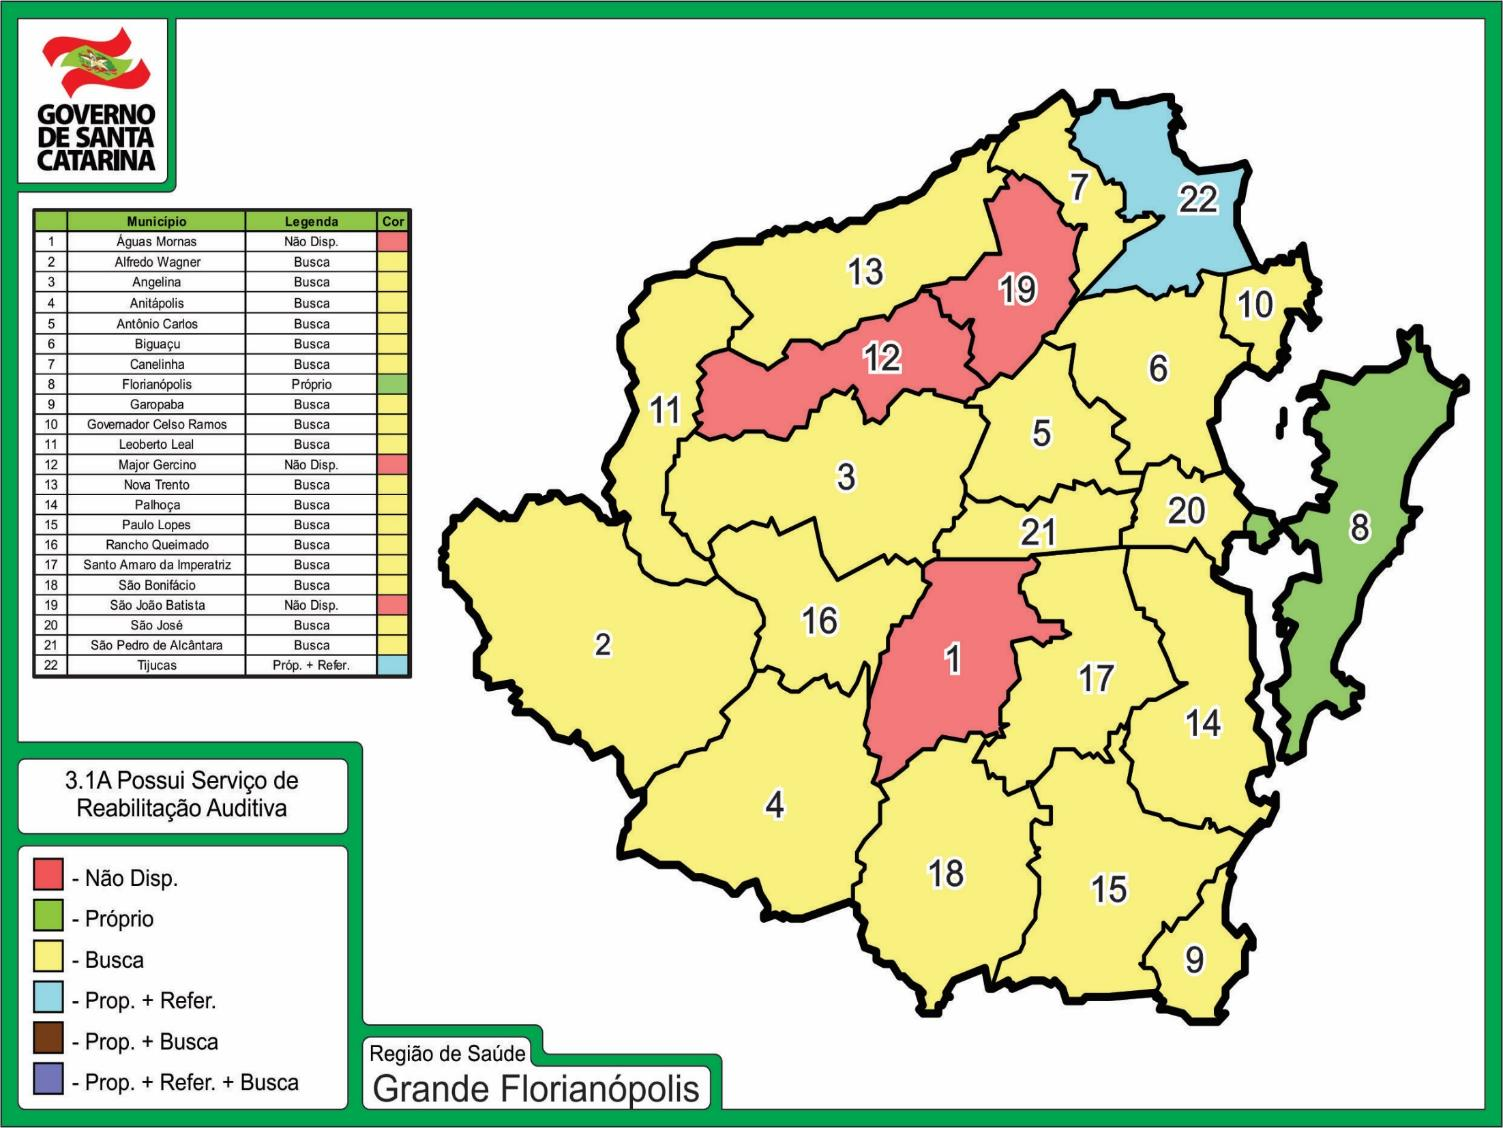 GOVERNO
DE SANTA
CATARINA
Município Legenda Cor
1 Águas Mornas Não Disp.
2 Alfredo Wagner Busca
3 Angelina Busca
4 Anitápolis Busca
5 Antônio Carlos Busca
6 Biguaçu Busca
7 Canelinha Busca
8 Florianópolis Próprio
9 Garopaba Busca
10 Governador Celso Ramos Busca
11 Leoberto Leal Busca
12 Major Gercino Não Disp.
13 Nova Trento Busca
14 Palhoça Busca
15 Paulo Lopes Busca
16 Rancho Queimado Busca
17 Santo Amaro da Imperatriz Busca
18 São Bonifácio Busca
19 São João Batista Não Disp.
20 São José Busca
21 São Pedro de Alcântara Busca
22 Tijucas Próp. + Refer.
3.1A Possui Serviço de
Reabilitação Auditiva
- Não Disp.
- Próprio
- Busca
- Prop. + Refer.
- Prop. + Busca
- Prop. + Refer. + Busca
Região de Saúde
Grande Florianópolis
7
22
13
19
10
12
6
11
5
3
20
8
21
16
2
1
17
14
4
18
15
9